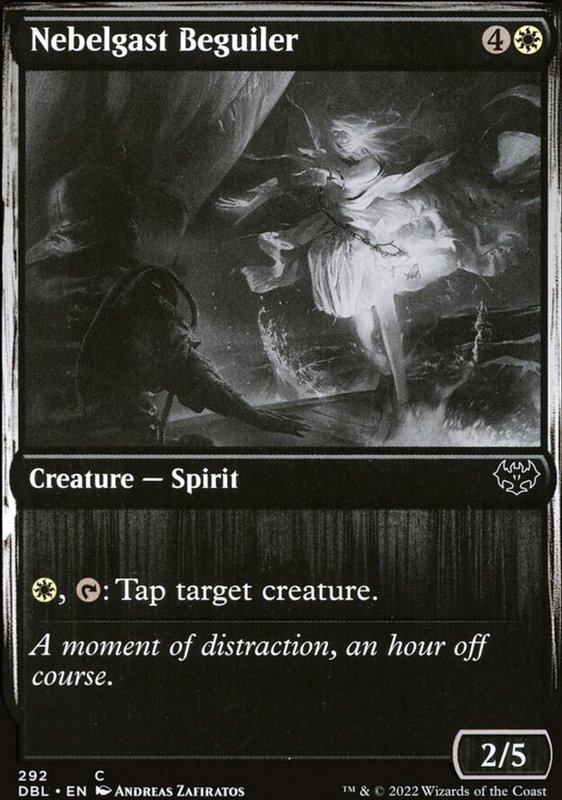 Nebelgast Beguiler
4
Creature — Spirit
, : Tap target creature.
A moment of distraction, an hour off
course.
2/5
292 C
DBL • EN ANDREAS ZAFIRATOS
™ & © 2022 Wizards of the Coast